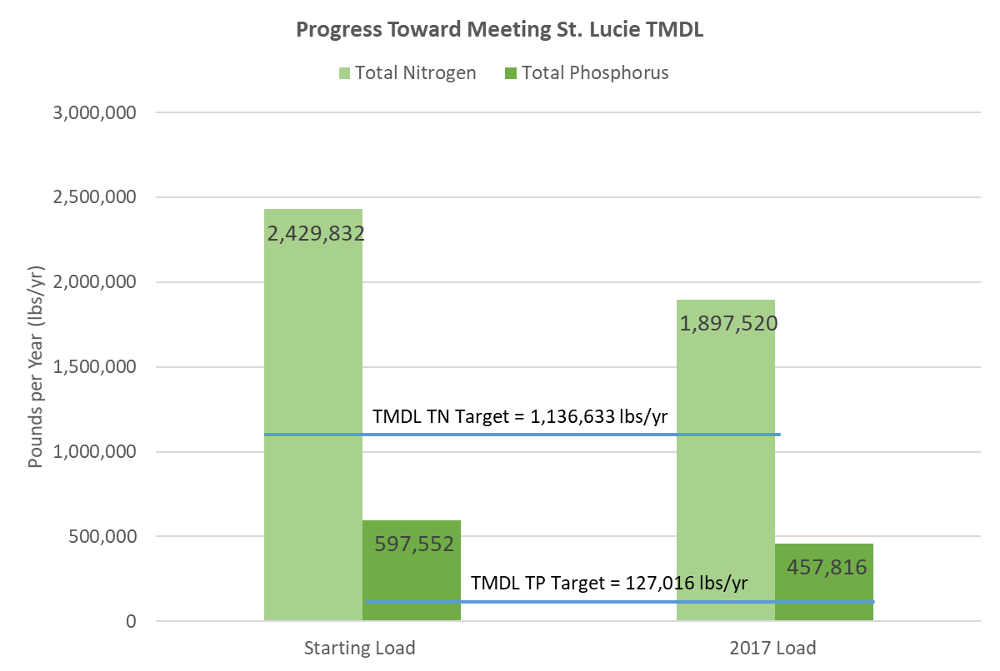 Progress Toward Meeting St. Lucie TMDL
Total Nitrogen Total Phosphorus
Pounds per Year (lbs/yr)
3,000,000
2,500,000
2,000,000
1,500,000
1,000,000
500,000
0
2,429,832
1,897,520
TMDL TN Target = 1,136,633 lbs/yr
597,552
457,816
TMDL TP Target = 127,016 lbs/yr
Starting Load 2017 Load